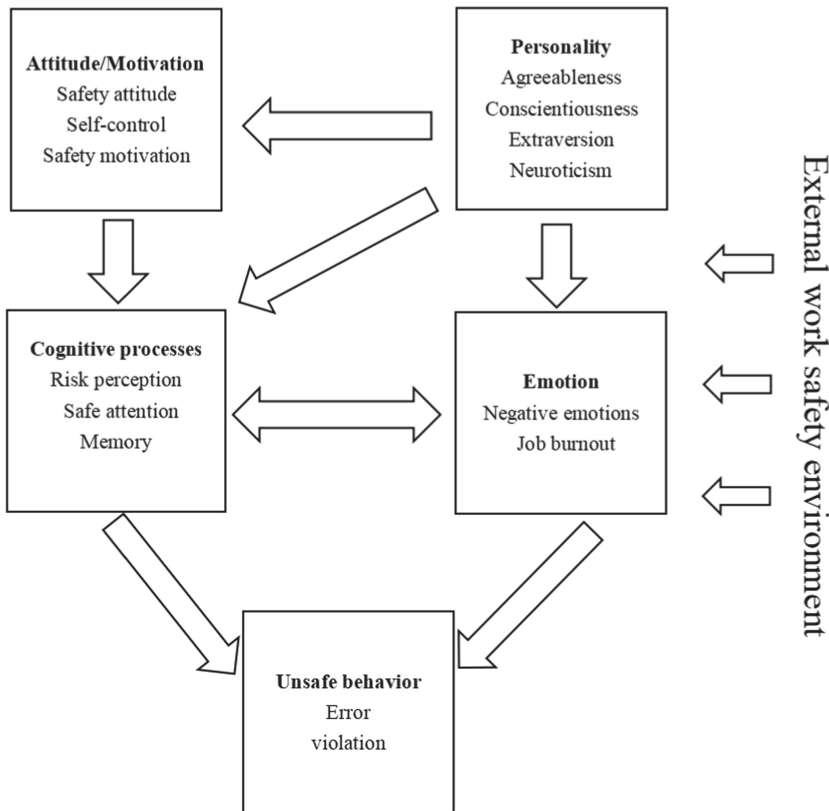 Attitude/Motivation
Safety attitude
Self-control
Safety motivation
Personality
Agreeableness
Conscientiousness
Extraversion
Neuroticism
Cognitive processes
Risk perception
Safe attention
Memory
Emotion
Negative emotions
Job burnout
Unsafe behavior
Error
violation
External work safety environment